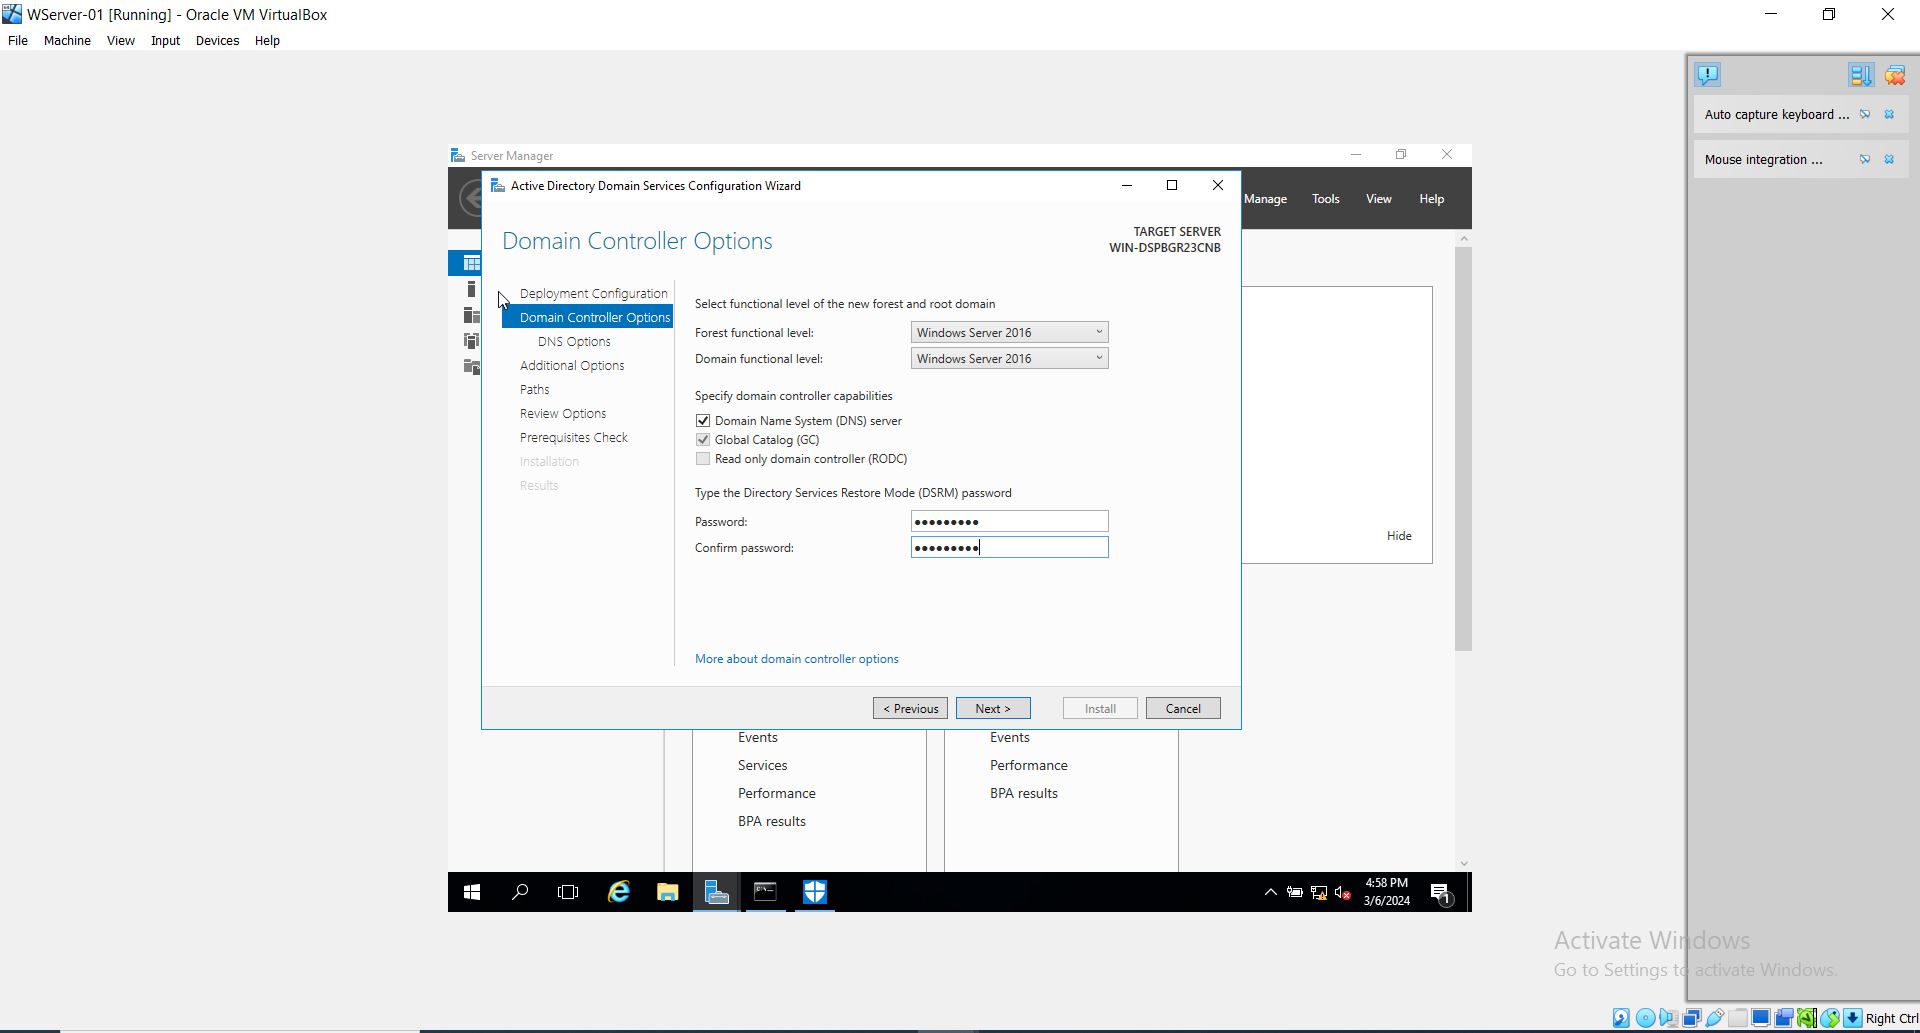 WServer-01 [Running] - Oracle VM VirtualBox
File Machine View Input Devices Help
Auto capture keyboard ...
Mouse integration ...
Server Manager
Manage Tools View Help
Active Directory Domain Services Configuration Wizard
Domain Controller Options
TARGET SERVER
WIN-DSPBGR23CNB
Deployment Configuration
Domain Controller Options
DNS Options
Additional Options
Paths
Review Options
Prerequisites Check
Installation
Results
Select functional level of the new forest and root domain
Forest functional level: Windows Server 2016
Domain functional level: Windows Server 2016
Specify domain controller capabilities
Domain Name System (DNS) server
Global Catalog (GC)
Read only domain controller (RODC)
Type the Directory Services Restore Mode (DSRM) password
Password: •••••••••
Confirm password: •••••••••
More about domain controller options
< Previous Next > Install Cancel
Hide
Events
Services
Performance
BPA results
Events
Performance
BPA results
4:58 PM
3/6/2024
1
Activate Windows
Go to Settings to activate Windows.
Right Ctrl